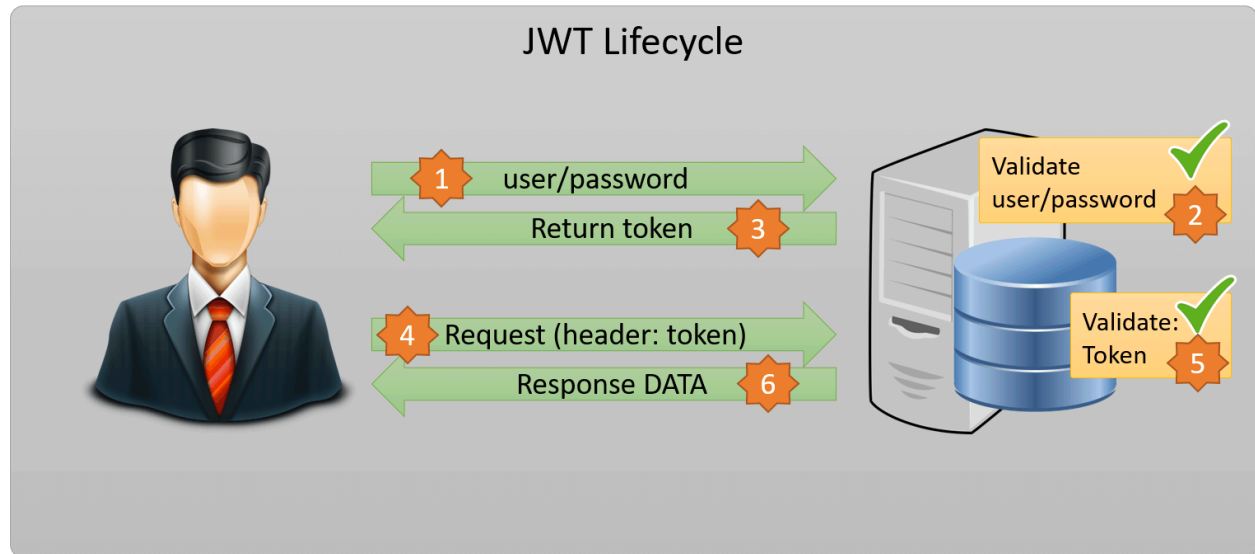 JWT Lifecycle
1 user/password
Validate
user/password 2
Return token 3
4 Request (header: token)
Validate:
Token 5
Response DATA 6